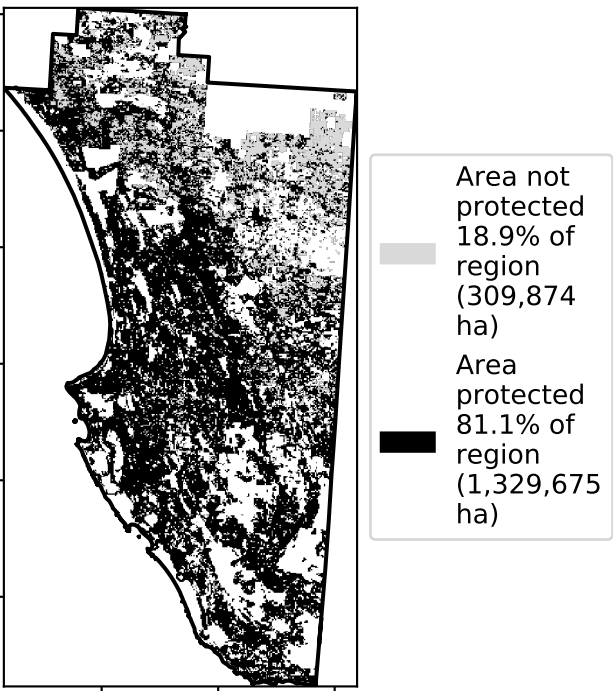 Area not
protected
18.9% of
region
(309,874
ha)
Area
protected
81.1% of
region
(1,329,675
ha)